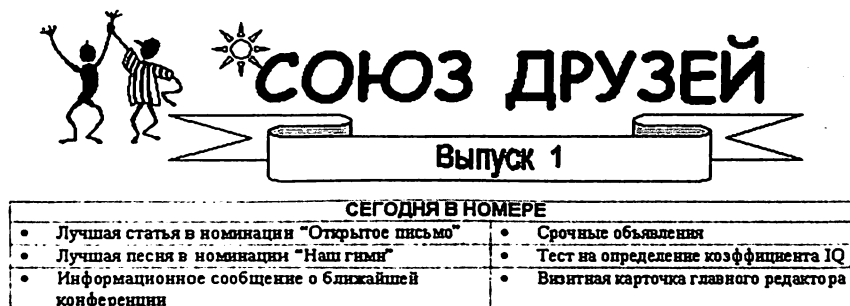 СОЮЗ ДРУЗЕЙ
Выпуск 1
СЕГОДНЯ В НОМЕРЕ
• Лучшая статья в номинации "Открытое письмо"
• Лучшая песня в номинации "Наш гимн"
• Информационное сообщение о ближайшей
конференции
• Срочные объявления
• Тест на определение коэффициента IQ
• Визитная карточка главного редактора